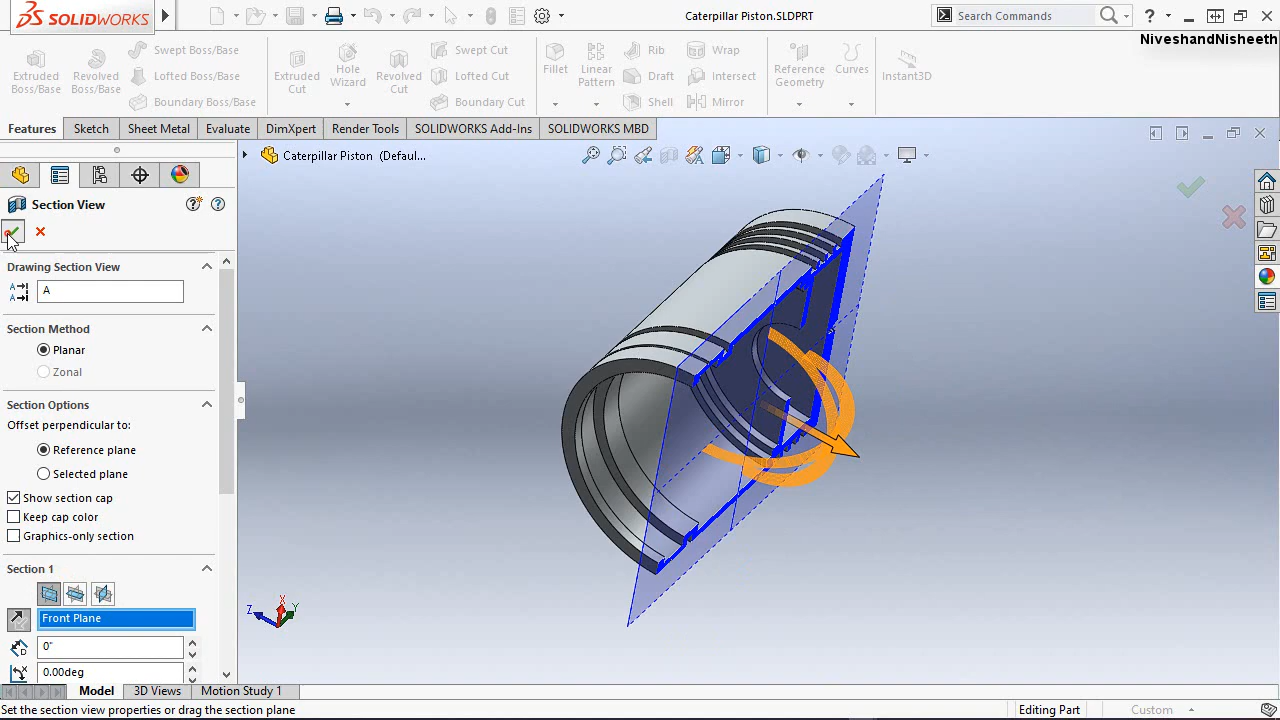 SOLIDWORKS
Caterpillar Piston.SLDPRT
Search Commands
?
NiveshandNisheeth
Extruded Boss/Base
Revolved Boss/Base
Swept Boss/Base
Lofted Boss/Base
Boundary Boss/Base
Extruded Cut
Hole Wizard
Revolved Cut
Swept Cut
Lofted Cut
Boundary Cut
Fillet
Linear Pattern
Rib
Draft
Shell
Wrap
Intersect
Mirror
Reference Geometry
Curves
Instant3D
Features
Sketch
Sheet Metal
Evaluate
DimXpert
Render Tools
SOLIDWORKS Add-Ins
SOLIDWORKS MBD
Caterpillar Piston (Defaul...
Section View
Drawing Section View
A
Section Method
Planar
Zonal
Section Options
Offset perpendicular to:
Reference plane
Selected plane
Show section cap
Keep cap color
Graphics-only section
Section 1
Front Plane
0"
0.00deg
Z
X
Y
Model
3D Views
Motion Study 1
Set the section view properties or drag the section plane
Editing Part
Custom